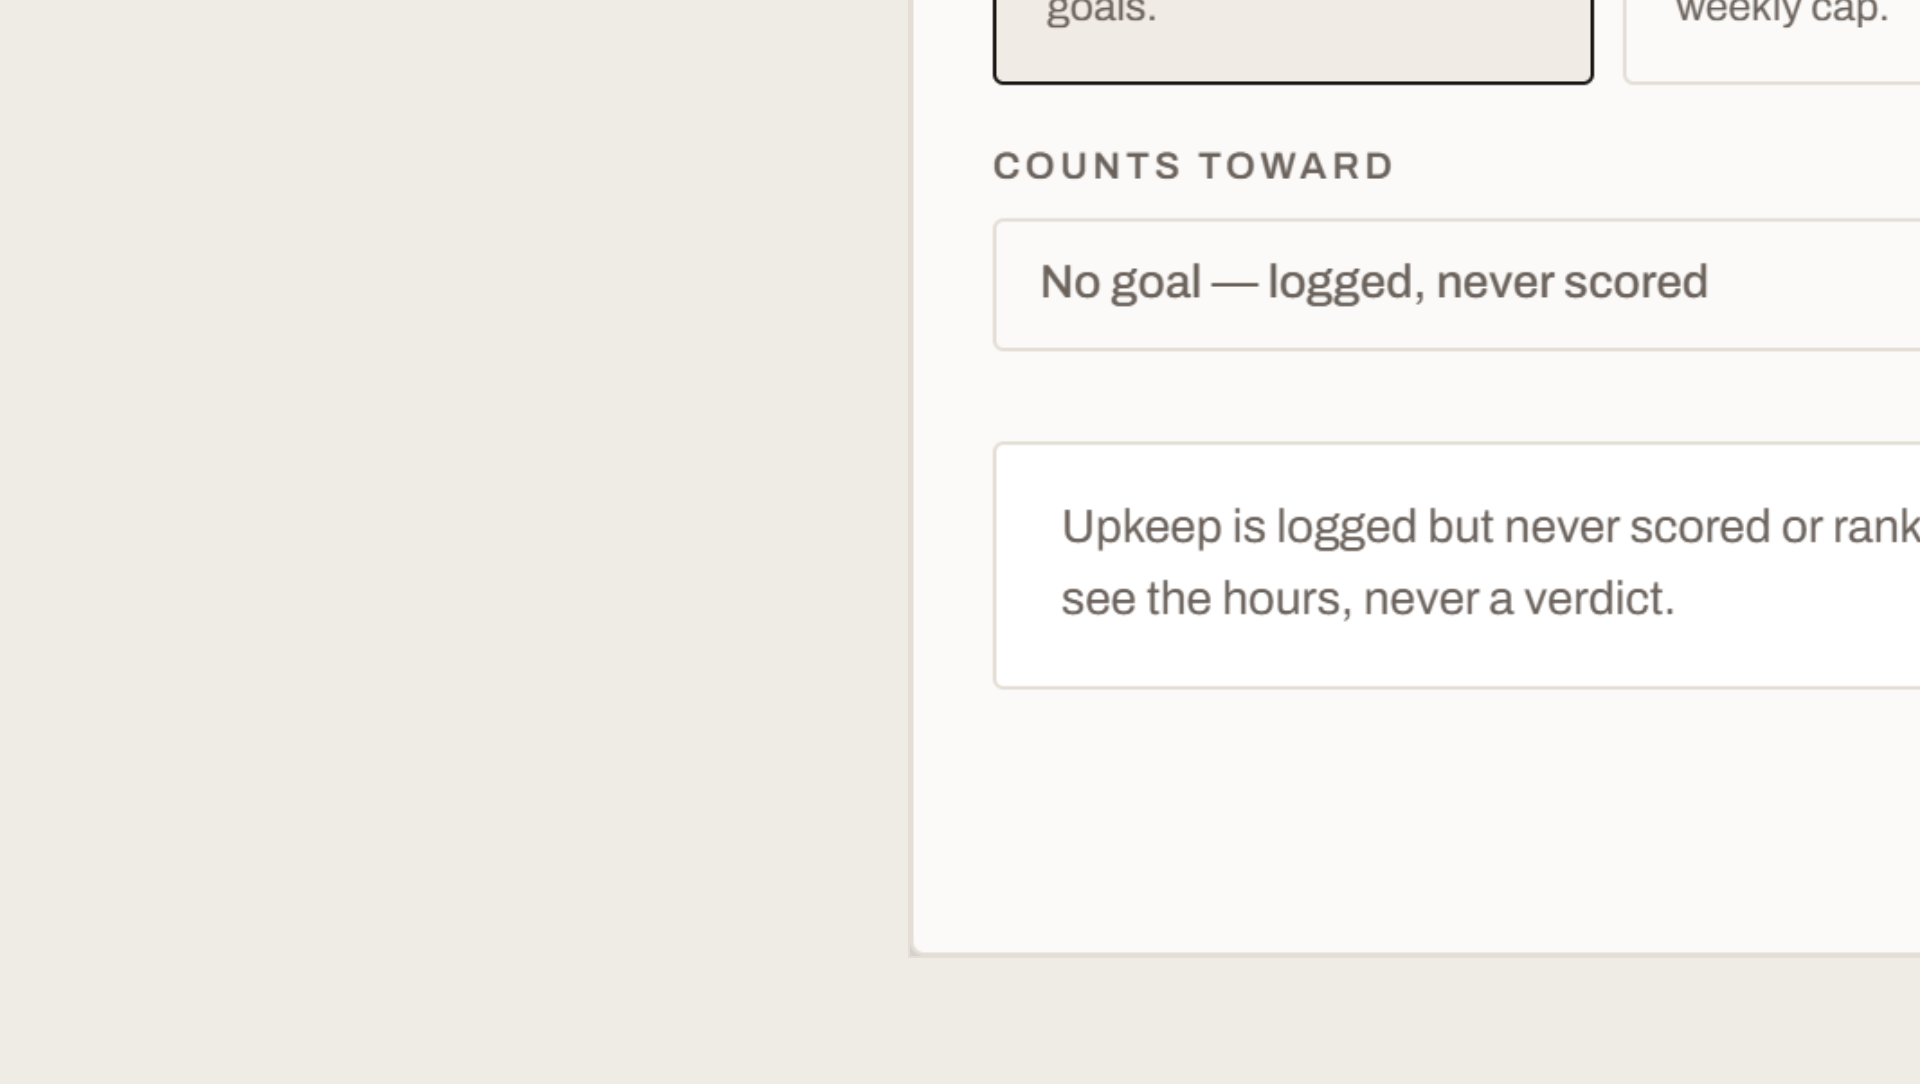 goals.
weekly cap.
COUNTS TOWARD
No goal — logged, never scored
Upkeep is logged but never scored or rank
see the hours, never a verdict.